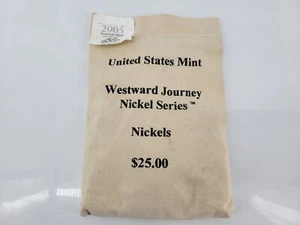 2005
United States Mint
Westward Journey
Nickel Series™
Nickels
$25.00